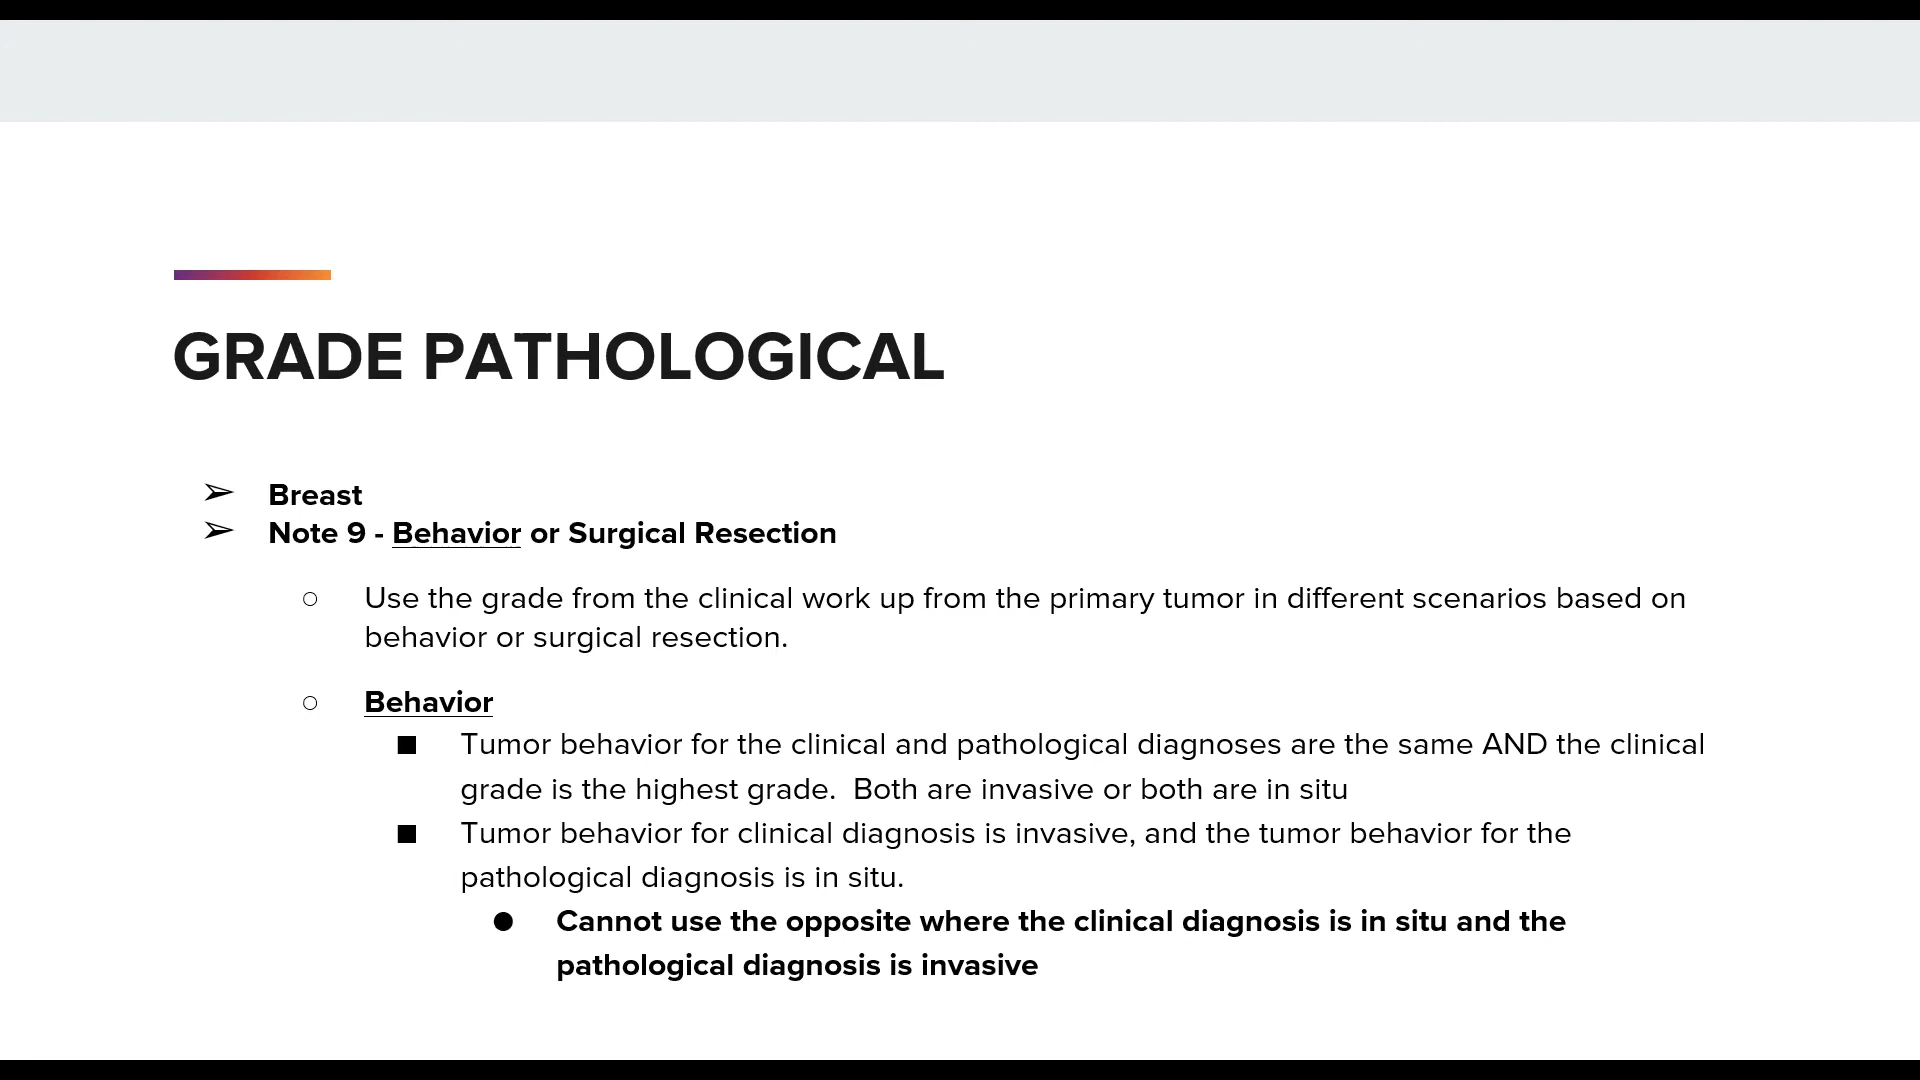 GRADE PATHOLOGICAL
➢ Breast
➢ Note 9 - Behavior or Surgical Resection
○ Use the grade from the clinical work up from the primary tumor in different scenarios based on
behavior or surgical resection.
○ Behavior
■ Tumor behavior for the clinical and pathological diagnoses are the same AND the clinical
grade is the highest grade.  Both are invasive or both are in situ
■ Tumor behavior for clinical diagnosis is invasive, and the tumor behavior for the
pathological diagnosis is in situ.
● Cannot use the opposite where the clinical diagnosis is in situ and the
pathological diagnosis is invasive